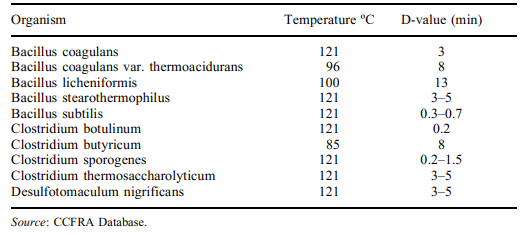 Organism Temperature ºC D-value (min)
Bacillus coagulans 121 3
Bacillus coagulans var. thermoacidurans 96 8
Bacillus licheniformis 100 13
Bacillus stearothermophilus 121 3–5
Bacillus subtilis 121 0.3–0.7
Clostridium botulinum 121 0.2
Clostridium butyricum 85 8
Clostridium sporogenes 121 0.2–1.5
Clostridium thermosaccharolyticum 121 3–5
Desulfotomaculum nigrificans 121 3–5
Source: CCFRA Database.